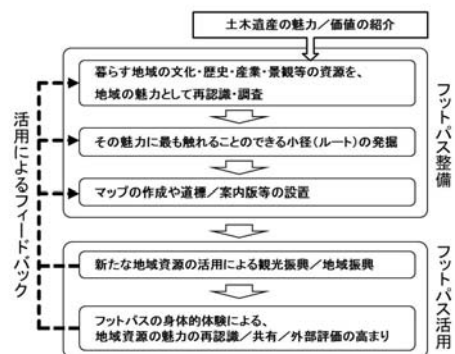 土木遺産の魅力/価値の紹介
暮らす地域の文化・歴史・産業・景観等の資源を、
地域の魅力として再認識・調査
その魅力に最も触れることのできる小径(ルート)の発掘
マップの作成や道標/案内版等の設置
フットパス整備
新たな地域資源の活用による観光振興/地域振興
フットパスの身体的体験による、
地域資源の魅力の再認識/共有/外部評価の高まり
フットパス活用
活用によるフィードバック